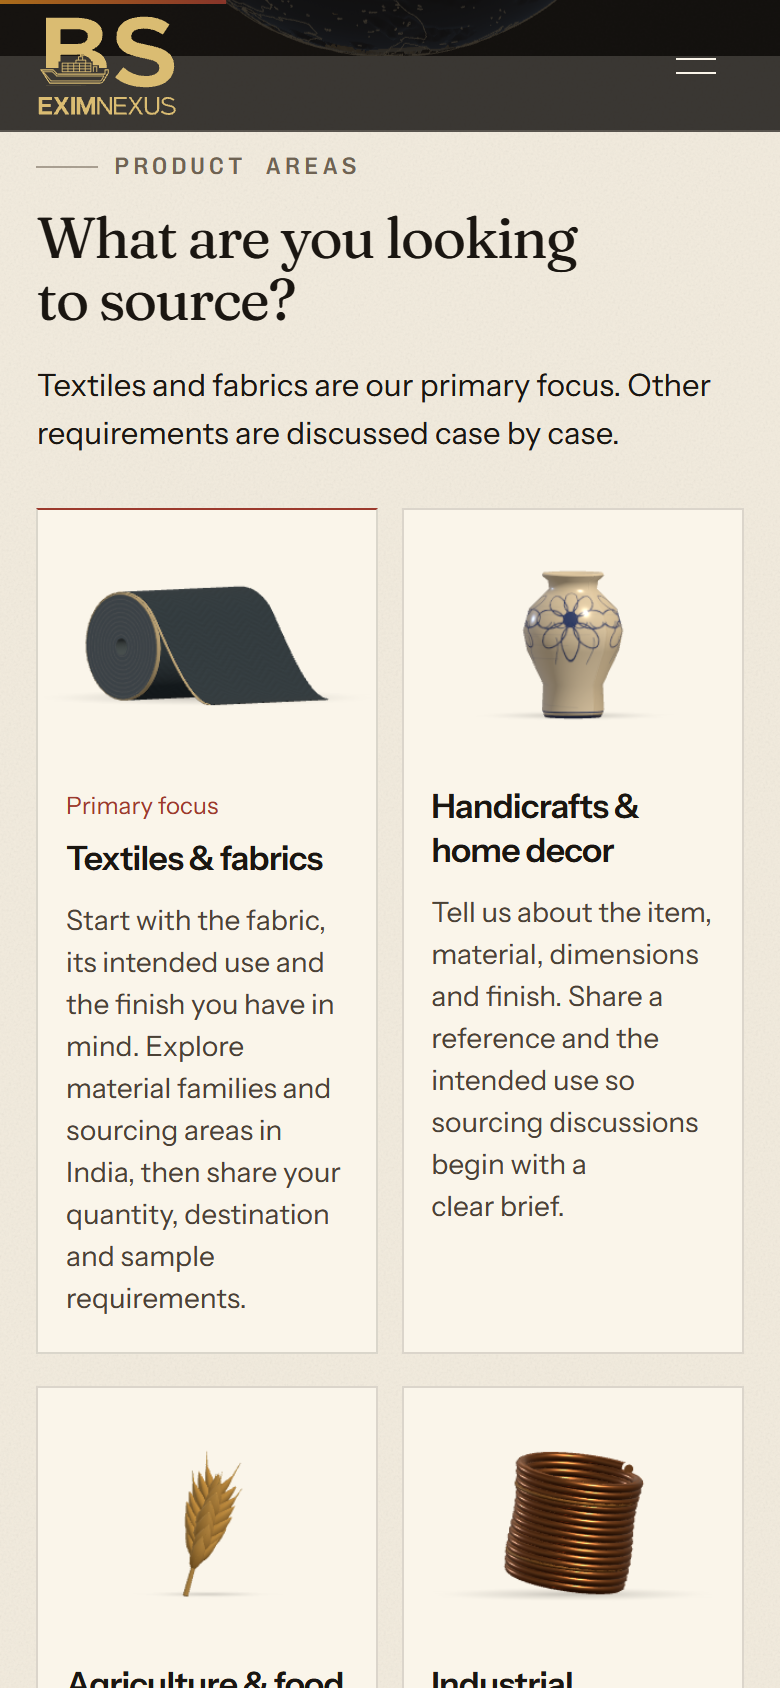 BS
EXIMNEXUS
PRODUCT AREAS
What are you looking
to source?
Textiles and fabrics are our primary focus. Other
requirements are discussed case by case.
Primary focus
Textiles & fabrics
Start with the fabric,
its intended use and
the finish you have in
mind. Explore
material families and
sourcing areas in
India, then share your
quantity, destination
and sample
requirements.
Handicrafts &
home decor
Tell us about the item,
material, dimensions
and finish. Share a
reference and the
intended use so
sourcing discussions
begin with a
clear brief.
Agriculture & food
Industrial